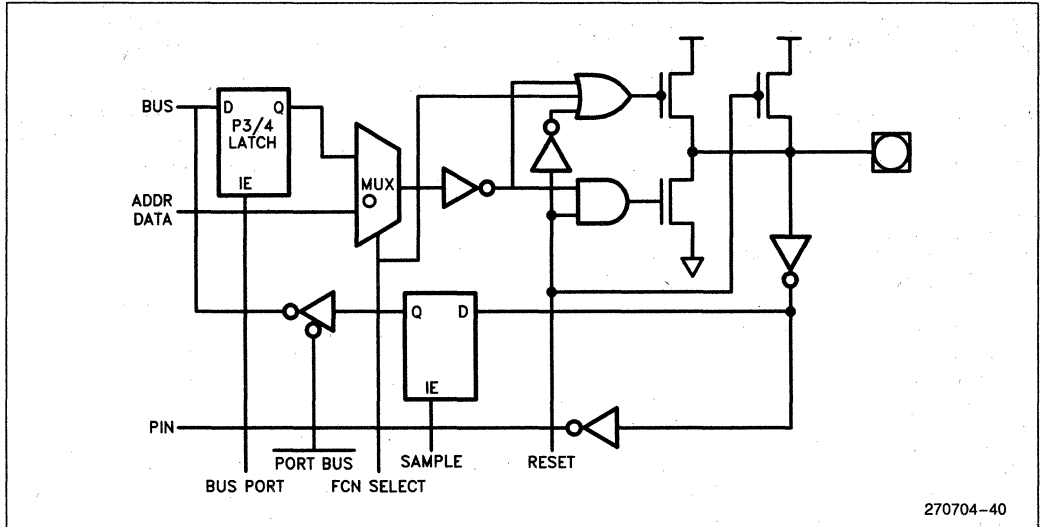 BUS
D Q
P3/4
LATCH
IE
MUX
ADDR
DATA
Q D
IE
PIN
PORT BUS
SAMPLE
RESET
BUS PORT
FCN SELECT
270704-40